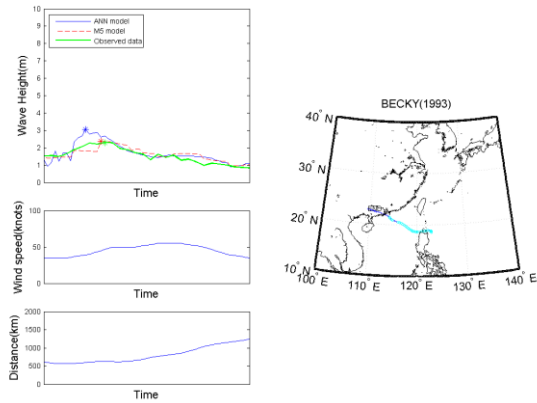 ANN model
M5 model
Observed data
10
9
8
7
6
5
4
3
2
1
0
Wave Height(m)
Time
100
50
0
Wind speed(knots)
Time
2000
1500
1000
500
0
Distance(km)
Time
BECKY(1993)
40° N
30° N
20° N
10° N
100° E
110° E
120° E
130° E
140° E